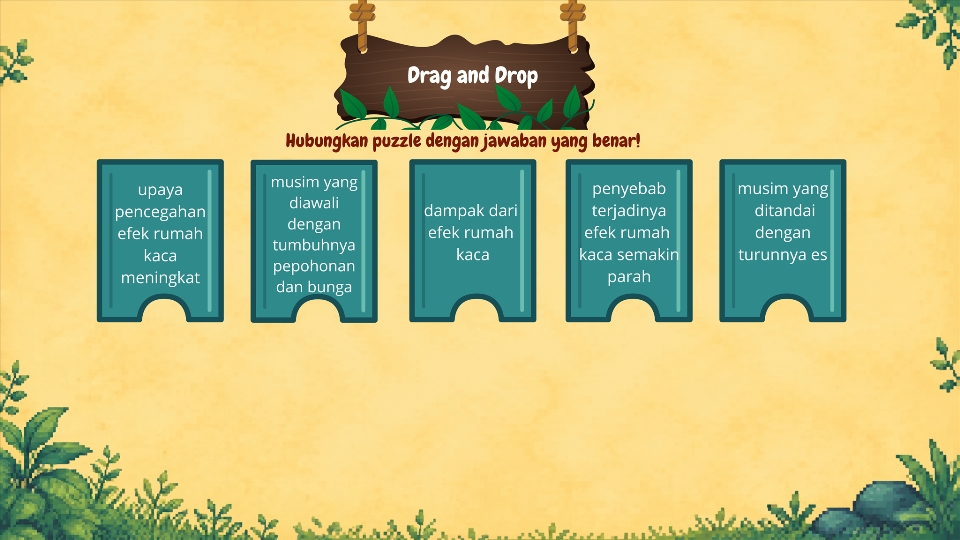 Drag and Drop
Hubungkan puzzle dengan jawaban yang benar!
upaya
pencegahan
efek rumah
kaca
meningkat
musim yang
diawali
dengan
tumbuhnya
pepohonan
dan bunga
dampak dari
efek rumah
kaca
penyebab
terjadinya
efek rumah
kaca semakin
parah
musim yang
ditandai
dengan
turunnya es